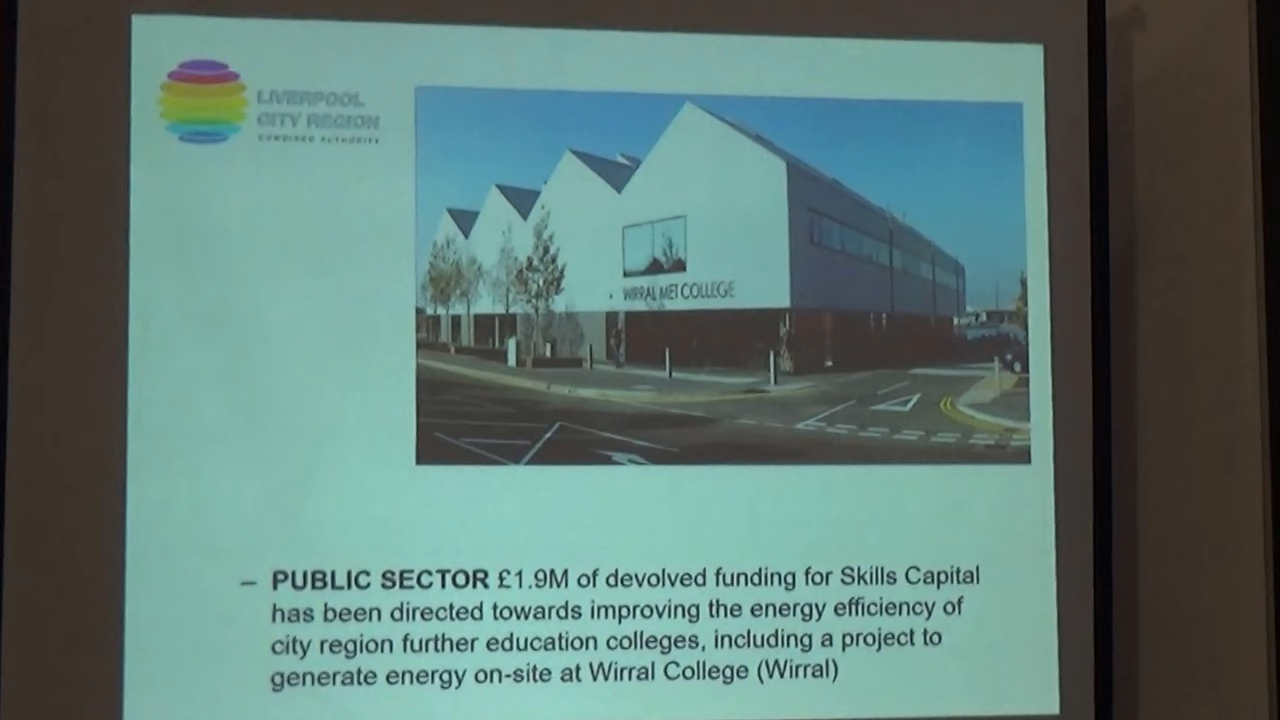 LIVERPOOL
CITY REGION
COMBINED AUTHORITY
WIRRAL MET COLLEGE
– PUBLIC SECTOR £1.9M of devolved funding for Skills Capital
has been directed towards improving the energy efficiency of
city region further education colleges, including a project to
generate energy on-site at Wirral College (Wirral)